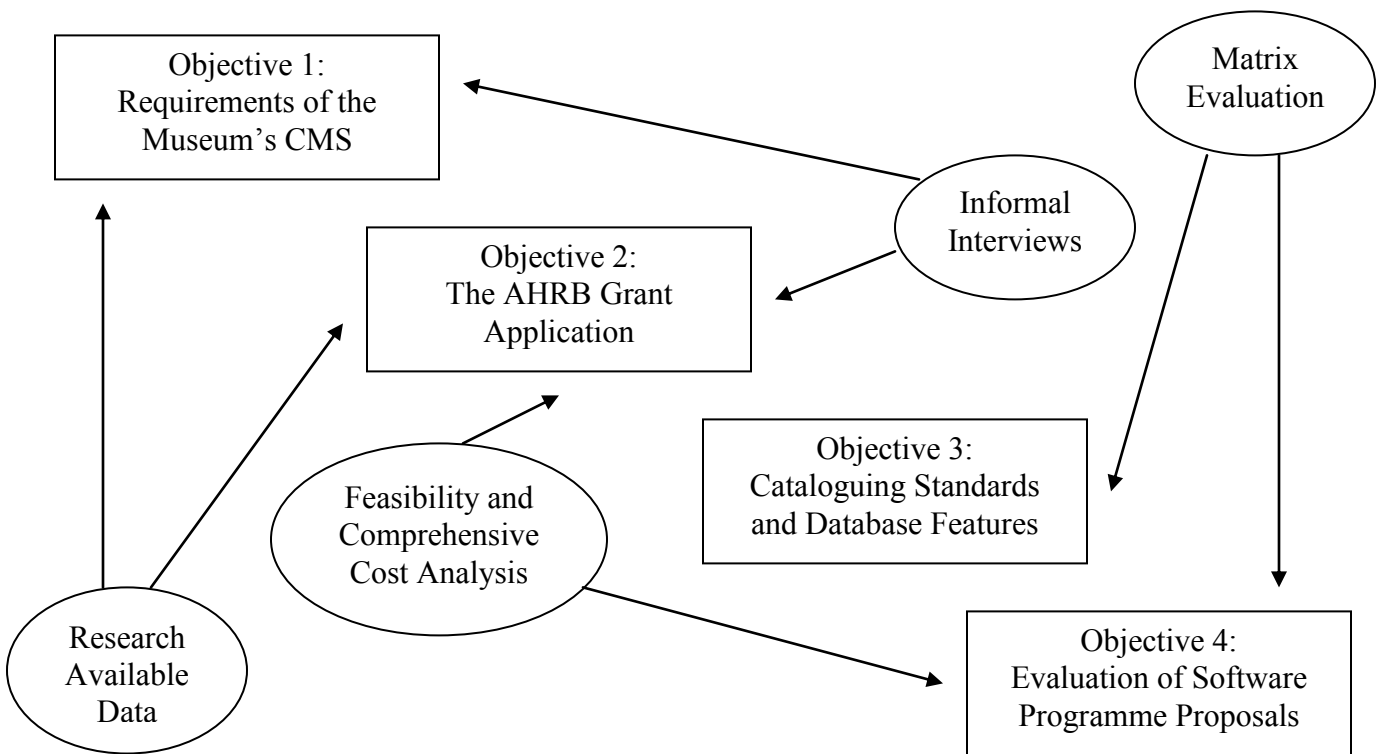 Objective 1:
Requirements of the
Museum’s CMS
Matrix
Evaluation
Informal
Interviews
Objective 2:
The AHRB Grant
Application
Objective 3:
Cataloguing Standards
and Database Features
Feasibility and
Comprehensive
Cost Analysis
Research
Available
Data
Objective 4:
Evaluation of Software
Programme Proposals